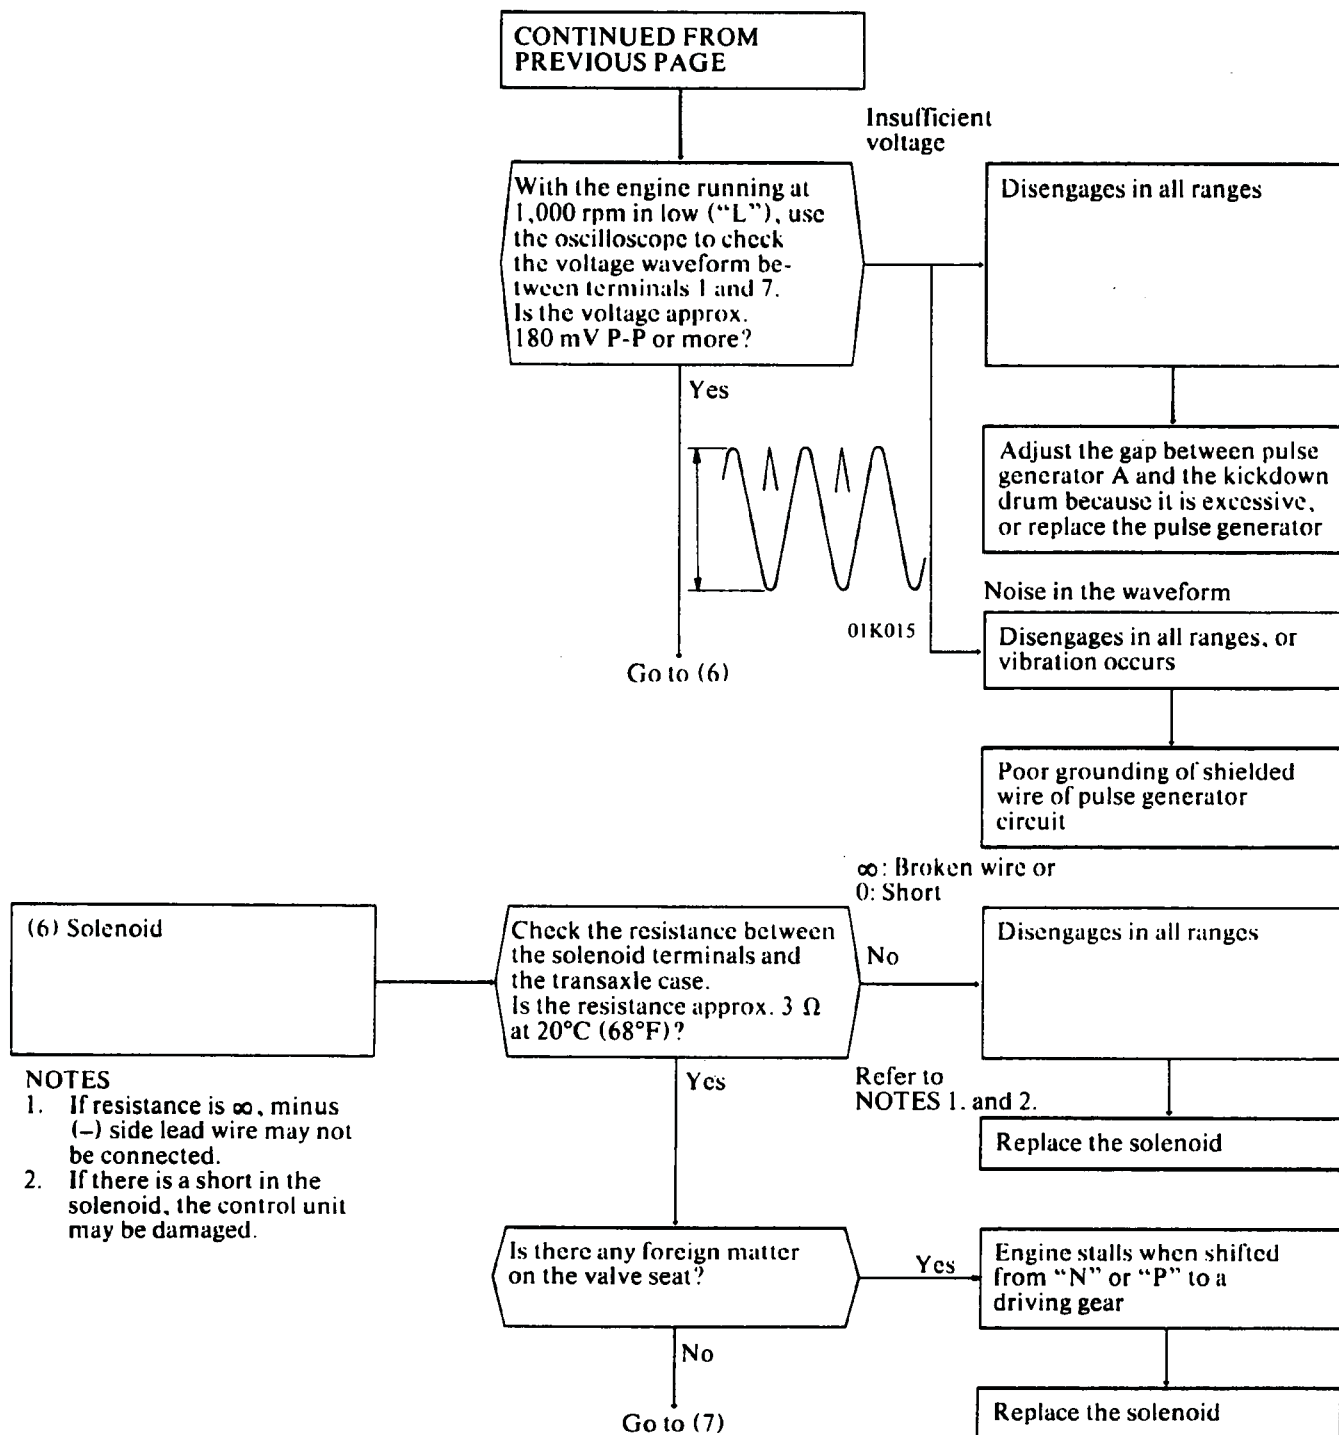 CONTINUED FROM
PREVIOUS PAGE
Insufficient
voltage
With the engine running at
1,000 rpm in low (“L”), use
the oscilloscope to check
the voltage waveform be-
tween terminals 1 and 7.
Is the voltage approx.
180 mV P-P or more?
Disengages in all ranges
Yes
Adjust the gap between pulse
generator A and the kickdown
drum because it is excessive,
or replace the pulse generator
Noise in the waveform
01K015
Disengages in all ranges, or
vibration occurs
Go to (6)
Poor grounding of shielded
wire of pulse generator
circuit
∞: Broken wire or
0: Short
(6) Solenoid
Check the resistance between
the solenoid terminals and
the transaxle case.
Is the resistance approx. 3 Ω
at 20°C (68°F)?
No
Disengages in all ranges
NOTES
1. If resistance is ∞, minus
(–) side lead wire may not
be connected.
2. If there is a short in the
solenoid, the control unit
may be damaged.
Yes
Refer to
NOTES 1. and 2.
Replace the solenoid
Is there any foreign matter
on the valve seat?
Yes
Engine stalls when shifted
from “N” or “P” to a
driving gear
No
Go to (7)
Replace the solenoid